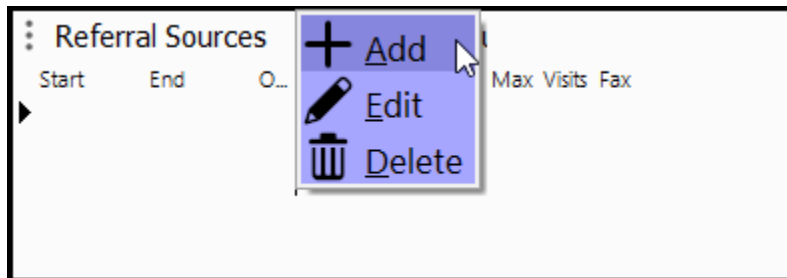 Referral Sources
Start End O... Max Visits Fax
Add
Edit
Delete